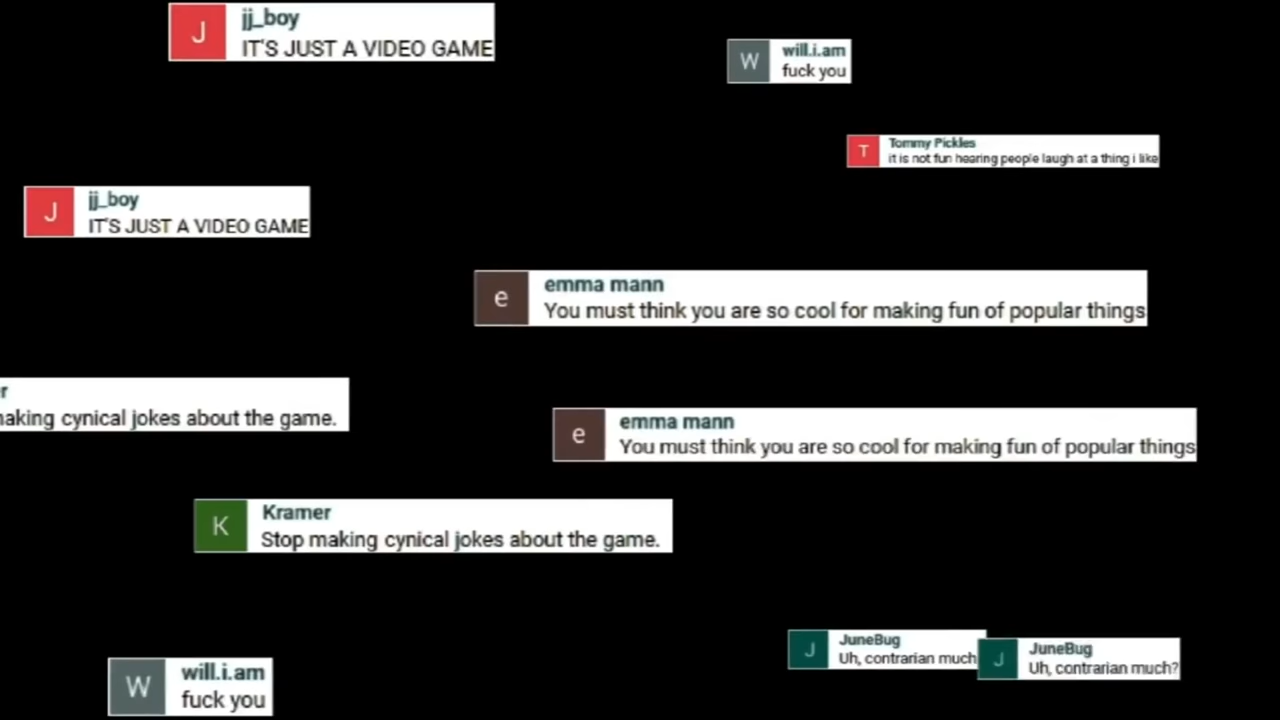 J
jj_boy
IT'S JUST A VIDEO GAME
W
will.i.am
fuck you
T
Tommy Pickles
it is not fun hearing people laugh at a thing i like
J
jj_boy
IT'S JUST A VIDEO GAME
e
emma mann
You must think you are so cool for making fun of popular things
r
making cynical jokes about the game.
e
emma mann
You must think you are so cool for making fun of popular things
K
Kramer
Stop making cynical jokes about the game.
J
JuneBug
Uh, contrarian much
J
JuneBug
Uh, contrarian much?
W
will.i.am
fuck you